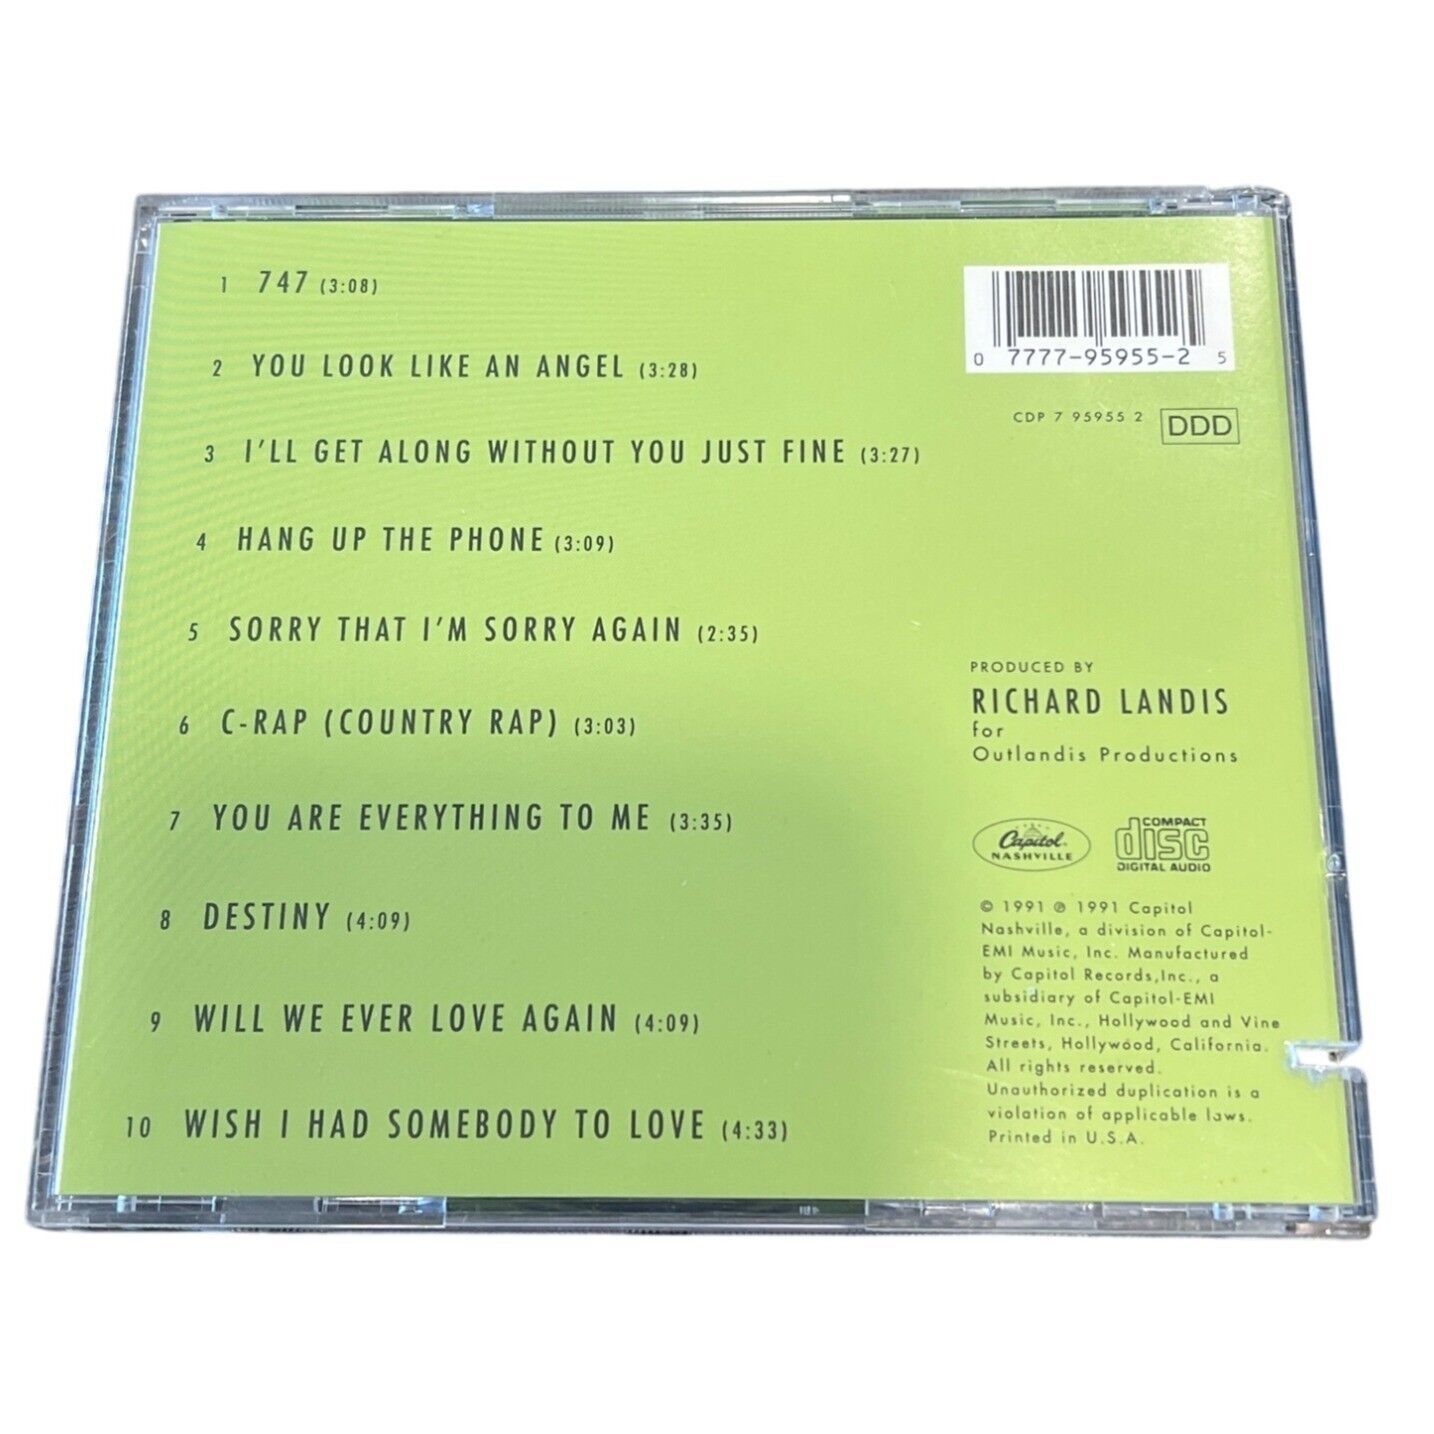 1 747 (3:08)
2 YOU LOOK LIKE AN ANGEL (3:28)
3 I'LL GET ALONG WITHOUT YOU JUST FINE (3:27)
4 HANG UP THE PHONE (3:09)
5 SORRY THAT I'M SORRY AGAIN (2:35)
6 C-RAP (COUNTRY RAP) (3:03)
7 YOU ARE EVERYTHING TO ME (3:35)
8 DESTINY (4:09)
9 WILL WE EVER LOVE AGAIN (4:09)
10 WISH I HAD SOMEBODY TO LOVE (4:33)
0 7777-95955-2 5
CDP 7 95955 2 DDD
PRODUCED BY
RICHARD LANDIS
for
Outlandis Productions
Capitol
NASHVILLE
COMPACT
disc
DIGITAL AUDIO
© 1991 ℗ 1991 Capitol
Nashville, a division of Capitol-
EMI Music, Inc. Manufactured
by Capitol Records,Inc., a
subsidiary of Capitol-EMI
Music, Inc., Hollywood and Vine
Streets, Hollywood, California.
All rights reserved.
Unauthorized duplication is a
violation of applicable laws.
Printed in U.S.A.